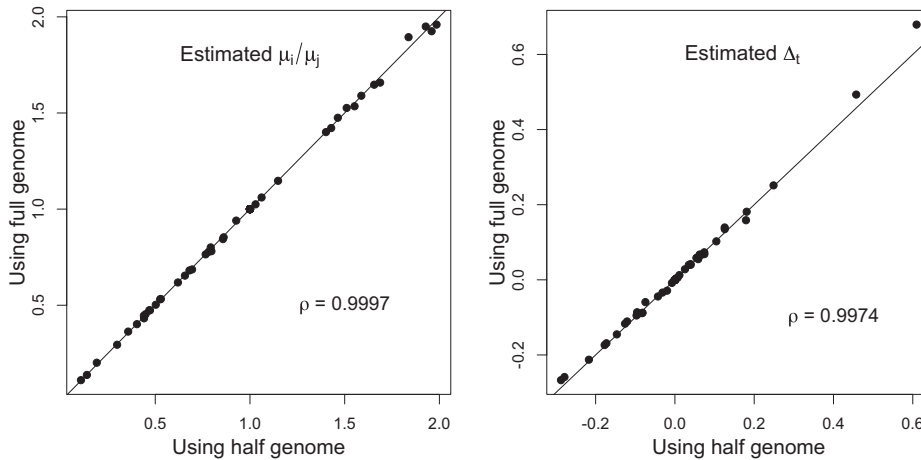 Estimated μi/μj
Using full genome
2.0
1.5
1.0
0.5
ρ = 0.9997
0.5 1.0 1.5 2.0
Using half genome
Estimated Δt
Using full genome
0.6
0.4
0.2
0.0
-0.2
ρ = 0.9974
-0.2 0.0 0.2 0.4 0.6
Using half genome